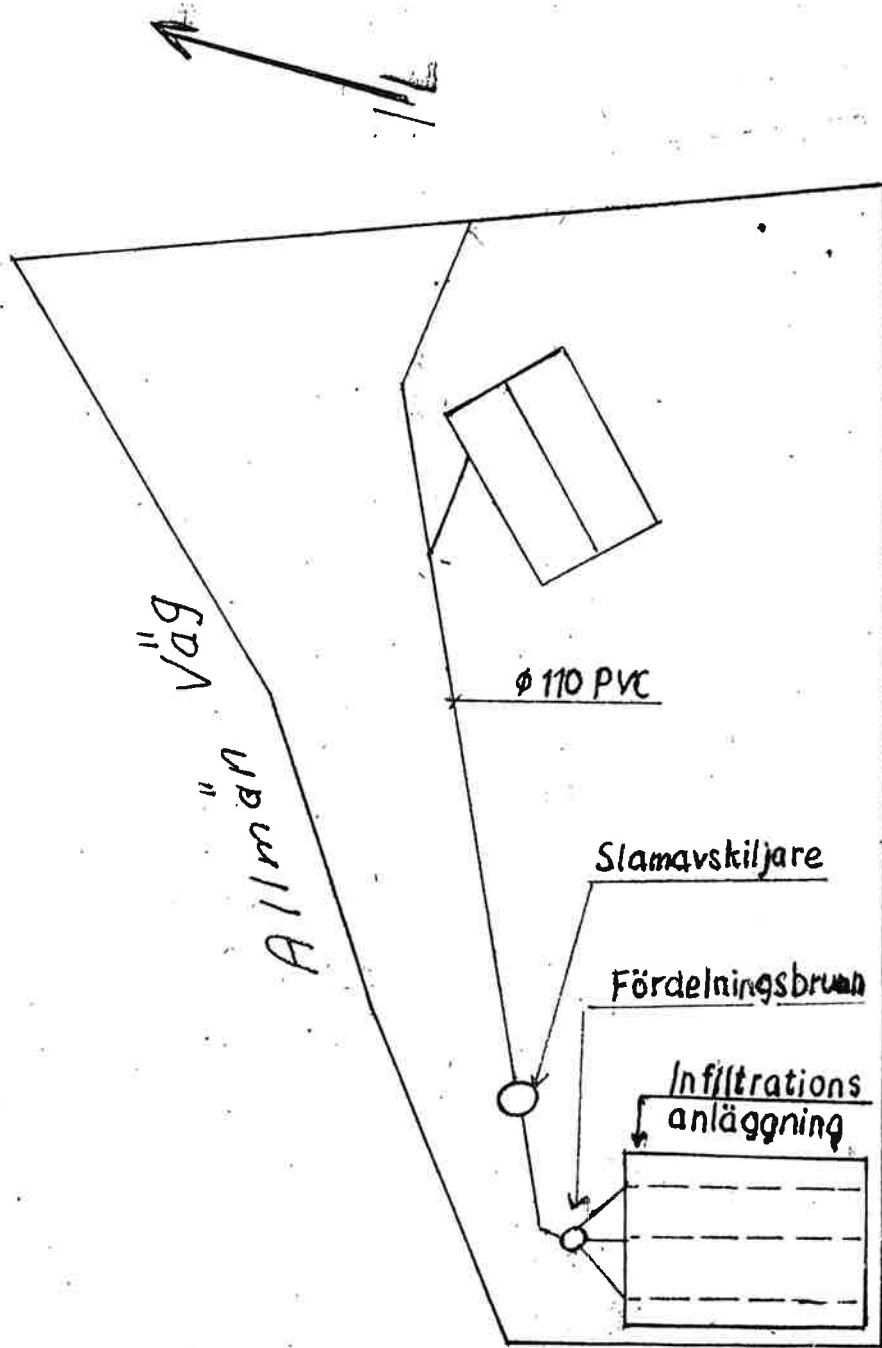 Allmän väg
ø 110 PVC
Slamavskiljare
Fördelningsbrunn
Infiltrations
anläggning